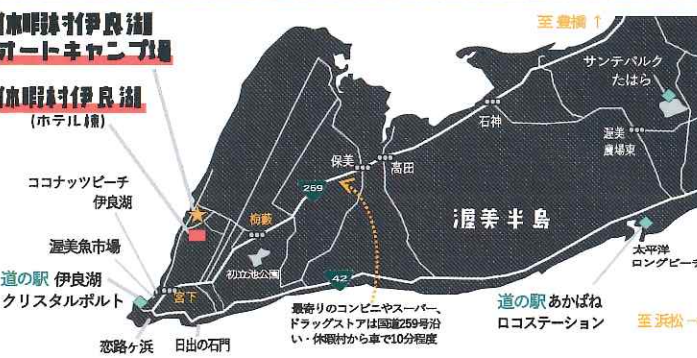 休暇村伊良湖
オートキャンプ場
休暇村伊良湖
(ホテル棟)
至 豊橋 ↑
サンテパルク
たはら
石神
渥美
農場東
保美
高田
259
ココナッツビーチ
伊良湖
梅藪
渥美半島
渥美魚市場
初立池公園
42
太平洋
ロングビーチ
道の駅 伊良湖
クリスタルポルト
宮下
最寄りのコンビニやスーパー、
ドラッグストアは国道259号沿
い・休暇村から車で10分程度
道の駅 あかばね
ロコステーション
至 浜松
恋路ヶ浜
日出の石門